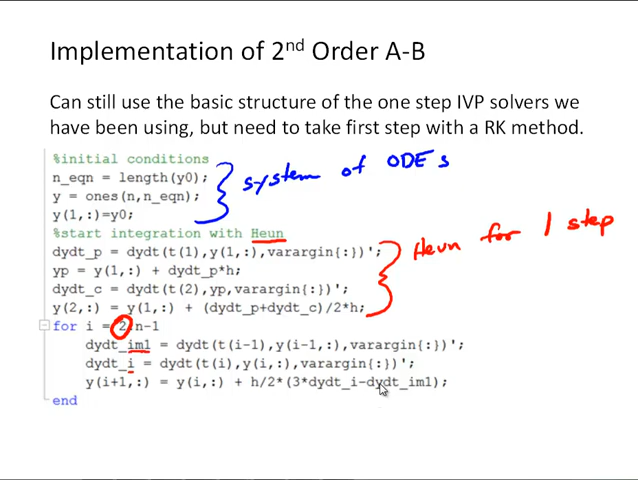 Implementation of 2nd Order A-B
Can still use the basic structure of the one step IVP solvers we
have been using, but need to take first step with a RK method.
%initial conditions
n_eqn = length(y0);
y = ones(n,n_eqn);
y(1,:)=y0;
system of ODEs
%start integration with Heun
dydt_p = dydt(t(1),y(1,:),varargin{:})';
yp = y(1,:) + dydt_p*h;
dydt_c = dydt(t(2),yp,varargin{:})';
y(2,:) = y(1,:) + (dydt_p+dydt_c)/2*h;
Heun for 1 step
for i = 2:n-1
dydt_im1 = dydt(t(i-1),y(i-1,:),varargin{:})';
dydt_i = dydt(t(i),y(i,:),varargin{:})';
y(i+1,:) = y(i,:) + h/2*(3*dydt_i-dydt_im1);
end